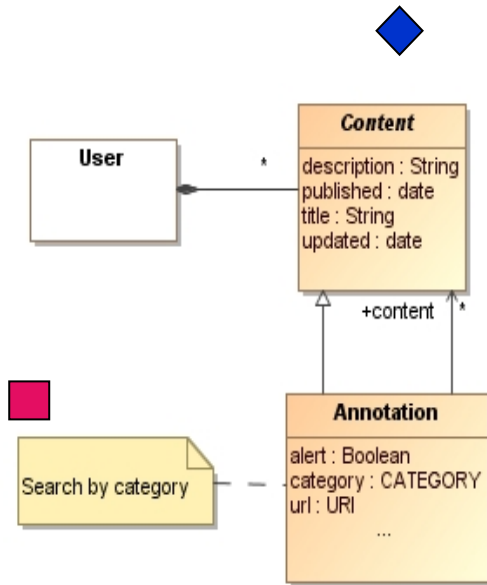 Content
User
*
description : String
published : date
title : String
updated : date
+content
*
Annotation
alert : Boolean
category : CATEGORY
url : URI
...
Search by category